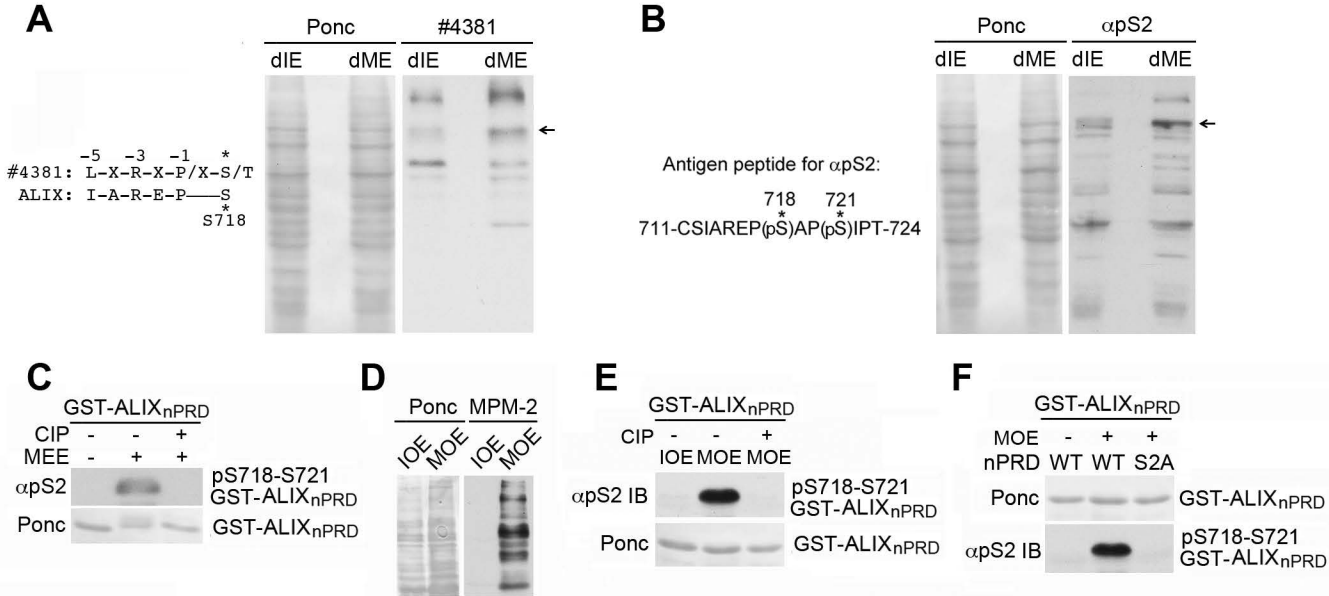 A
Ponc #4381
dIE dME dIE dME
-5 -3 -1 *
#4381: L-X-R-X-P/X-S/T
ALIX: I-A-R-E-P——S
*
S718
B
Ponc αpS2
dIE dME dIE dME
Antigen peptide for αpS2:
718 721
* *
711-CSIAREP(pS)AP(pS)IPT-724
C
GST-ALIXnPRD
CIP - - +
MEE - + +
αpS2 pS718-S721
GST-ALIXnPRD
Ponc GST-ALIXnPRD
D
Ponc MPM-2
IOE MOE IOE MOE
E
GST-ALIXnPRD
CIP - - +
IOE MOE MOE
αpS2 IB pS718-S721
GST-ALIXnPRD
Ponc GST-ALIXnPRD
F
GST-ALIXnPRD
MOE - + +
nPRD WT WT S2A
Ponc GST-ALIXnPRD
αpS2 IB pS718-S721
GST-ALIXnPRD